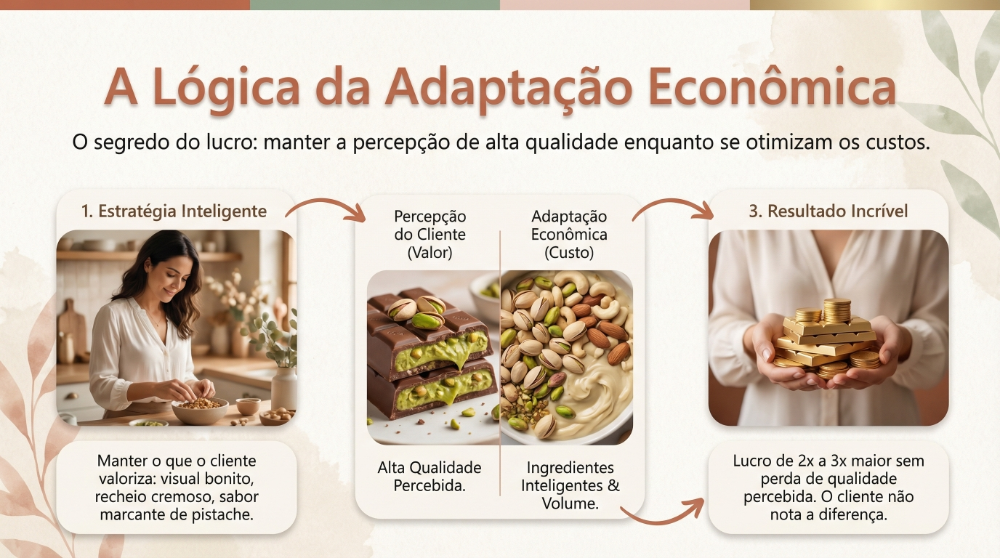 A Lógica da Adaptação Econômica
O segredo do lucro: manter a percepção de alta qualidade enquanto se otimizam os custos.
1. Estratégia Inteligente
Manter o que o cliente
valoriza: visual bonito,
recheio cremoso, sabor
marcante de pistache.
Percepção
do Cliente
(Valor)
Alta Qualidade
Percebida.
Adaptação
Econômica
(Custo)
Ingredientes
Inteligentes &
Volume.
3. Resultado Incrível
Lucro de 2x a 3x maior sem
perda de qualidade
percebida. O cliente não
nota a diferença.